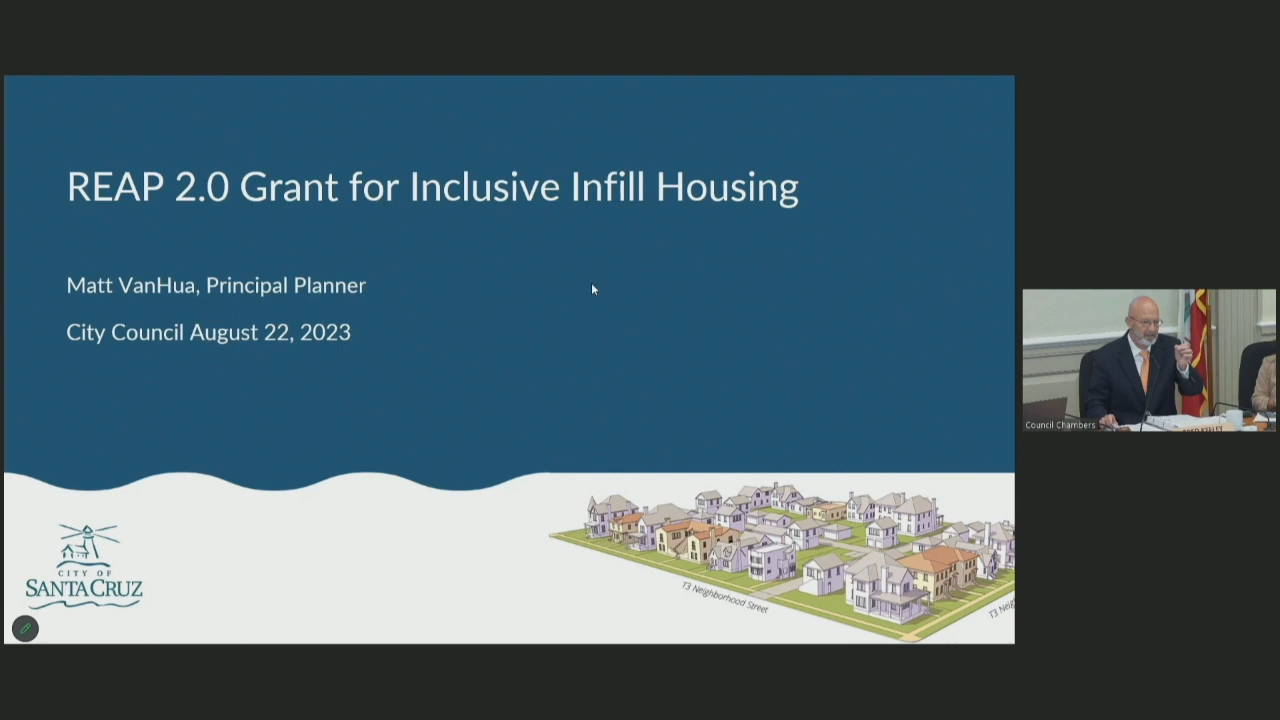 REAP 2.0 Grant for Inclusive Infill Housing
Matt VanHua, Principal Planner
City Council August 22, 2023
Council Chambers
CITY OF
SANTA CRUZ
T3 Neighborhood Street